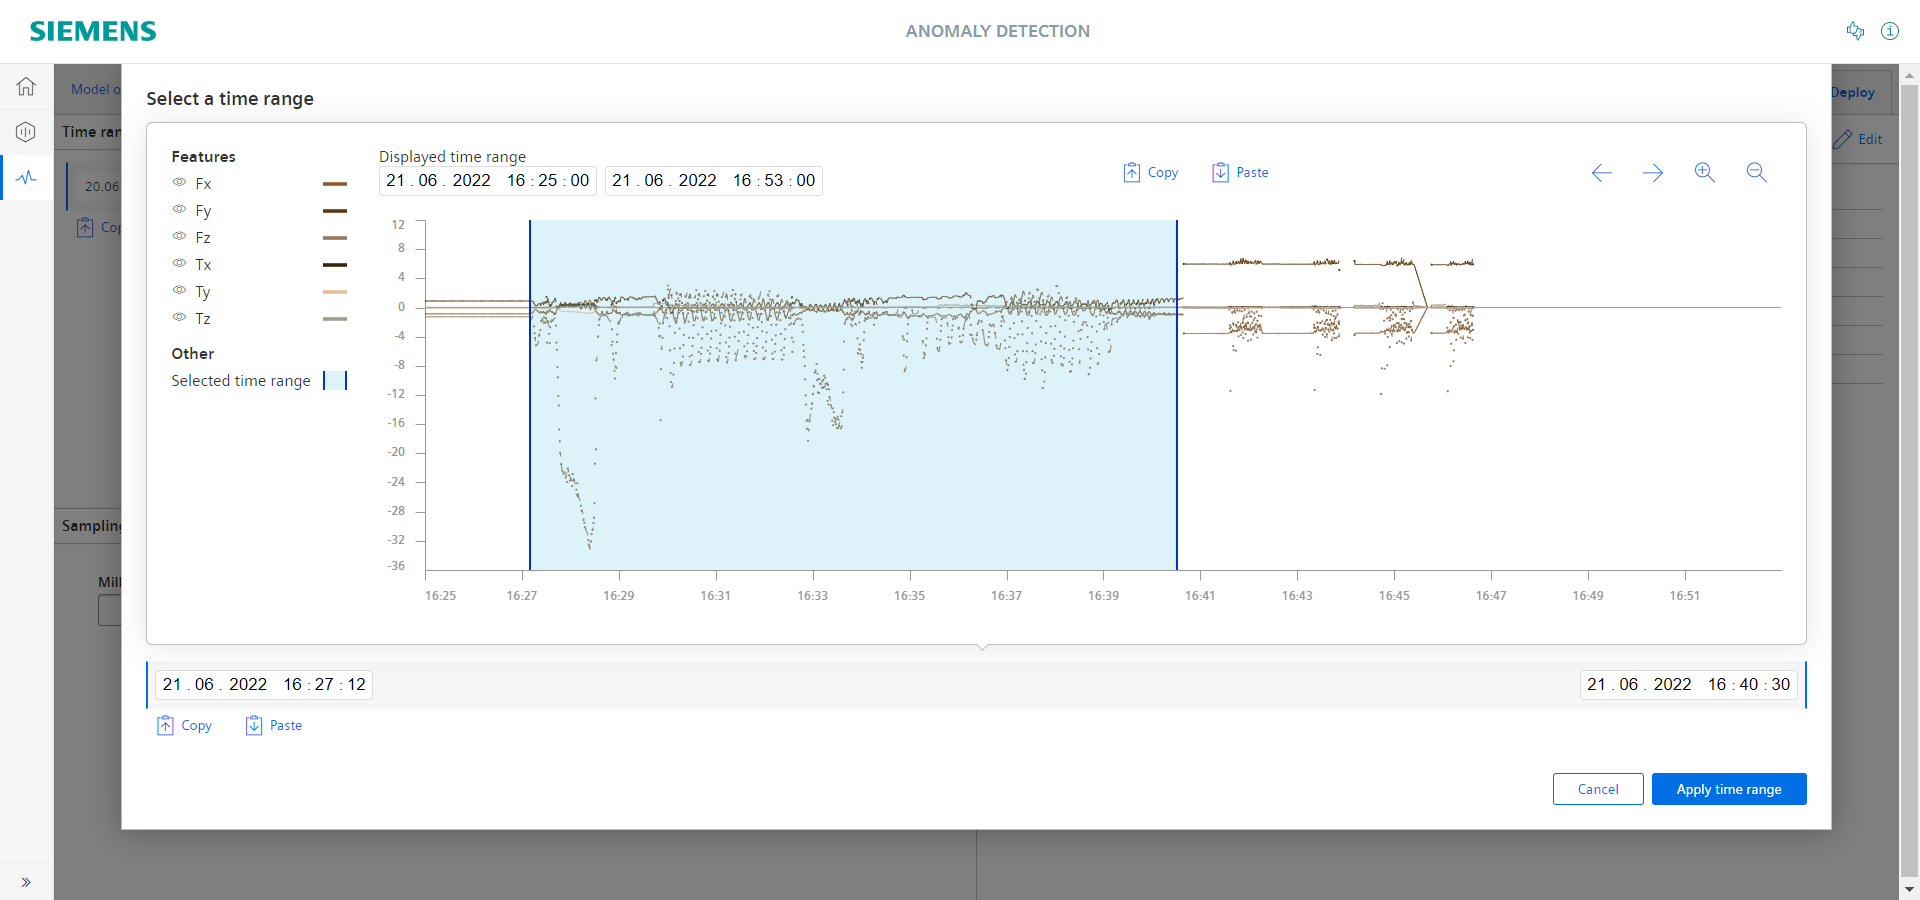 SIEMENS
ANOMALY DETECTION
Model o
Deploy
Time ran
Edit
20.06
Cop
Sampling
Mill
Select a time range
Features
Fx
Fy
Fz
Tx
Ty
Tz
Other
Selected time range
Displayed time range
21 . 06 . 2022 16 : 25 : 00
21 . 06 . 2022 16 : 53 : 00
Copy
Paste
12
8
4
0
-4
-8
-12
-16
-20
-24
-28
-32
-36
16:25 16:27 16:29 16:31 16:33 16:35 16:37 16:39 16:41 16:43 16:45 16:47 16:49 16:51
21 . 06 . 2022 16 : 27 : 12
21 . 06 . 2022 16 : 40 : 30
Copy
Paste
Cancel
Apply time range